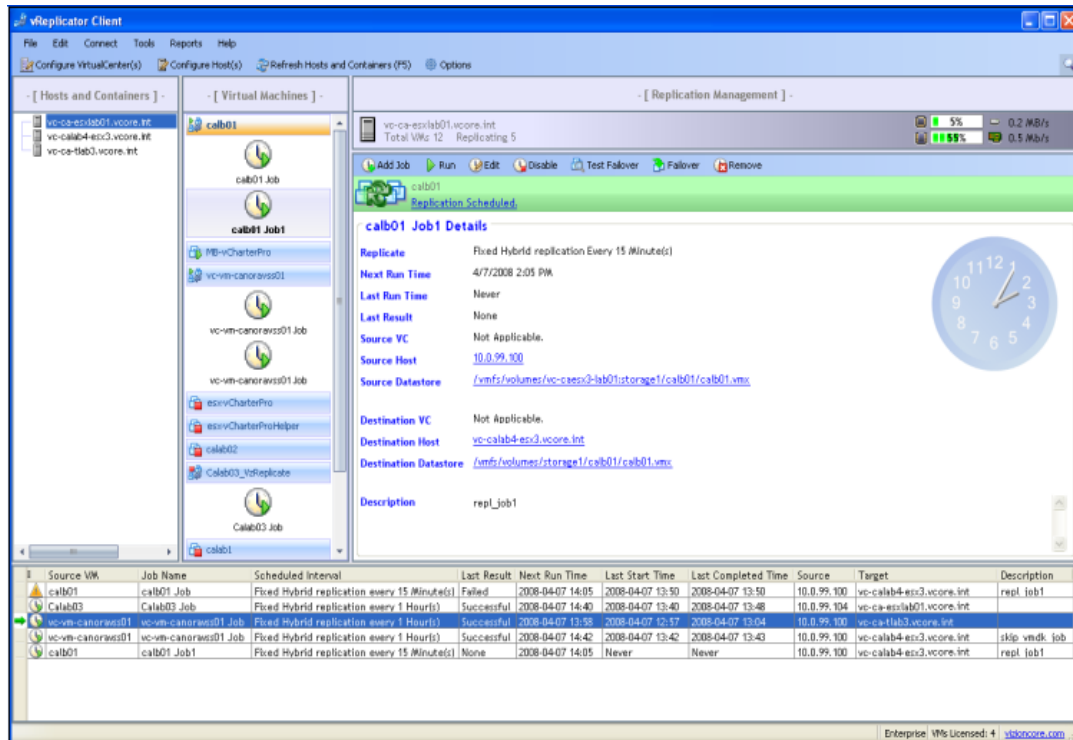 vReplicator Client
File Edit Connect Tools Reports Help
Configure VirtualCenter(s) Configure Host(s) Refresh Hosts and Containers (F5) Options
- [ Hosts and Containers ] -
- [ Virtual Machines ] -
- [ Replication Management ] -
vc-ca-esxlab01.vcore.int
vc-calab4-esx3.vcore.int
vc-ca-tlab3.vcore.int
calb01
calb01 Job
calb01 Job1
MB-vCharterPro
vc-vm-canoravss01
vc-vm-canoravss01 Job
vc-vm-canoravss01 Job
esx-vCharterPro
esx-vCharterProHelper
calab02
Calab03_VzReplicate
Calab03 Job
calab1
vc-ca-esxlab01.vcore.int
Total VMs 12 Replicating 5
5% 0.2 MB/s
55% 0.5 Mb/s
Add Job Run Edit Disable Test Failover Failover Remove
calb01
Replication Scheduled.
calb01 Job1 Details
Replicate Fixed Hybrid replication Every 15 Minute(s)
Next Run Time 4/7/2008 2:05 PM
Last Run Time Never
Last Result None
Source VC Not Applicable.
Source Host 10.0.99.100
Source Datastore /vmfs/volumes/vc-caesx3-lab01:storage1/calb01/calb01.vmx
Destination VC Not Applicable.
Destination Host vc-calab4-esx3.vcore.int
Destination Datastore /vmfs/volumes/storage1/calb01/calb01.vmx
Description repl_job1
12 1 2 3 4 5 6 7 8 9 10 11
Source VM Job Name Scheduled Interval Last Result Next Run Time Last Start Time Last Completed Time Source Target Description
calb01 calb01 Job Fixed Hybrid replication every 15 Minute(s) Failed 2008-04-07 14:05 2008-04-07 13:50 2008-04-07 13:50 10.0.99.100 vc-calab4-esx3.vcore.int repl_job1
Calab03 Calab03 Job Fixed Hybrid replication every 1 Hour(s) Successful 2008-04-07 14:40 2008-04-07 13:40 2008-04-07 13:48 10.0.99.104 vc-ca-esxlab01.vcore.int
vc-vm-canoravss01 vc-vm-canoravss01 Job Fixed Hybrid replication every 1 Hour(s) Successful 2008-04-07 13:58 2008-04-07 12:57 2008-04-07 13:04 10.0.99.100 vc-ca-tlab3.vcore.int
vc-vm-canoravss01 vc-vm-canoravss01 Job Fixed Hybrid replication every 1 Hour(s) Successful 2008-04-07 14:42 2008-04-07 13:42 2008-04-07 13:43 10.0.99.100 vc-calab4-esx3.vcore.int skip vmdk job
calb01 calb01 Job1 Fixed Hybrid replication every 15 Minute(s) None 2008-04-07 14:05 Never Never 10.0.99.100 vc-calab4-esx3.vcore.int repl_job1
Enterprise VMs Licensed: 4 vizioncore.com